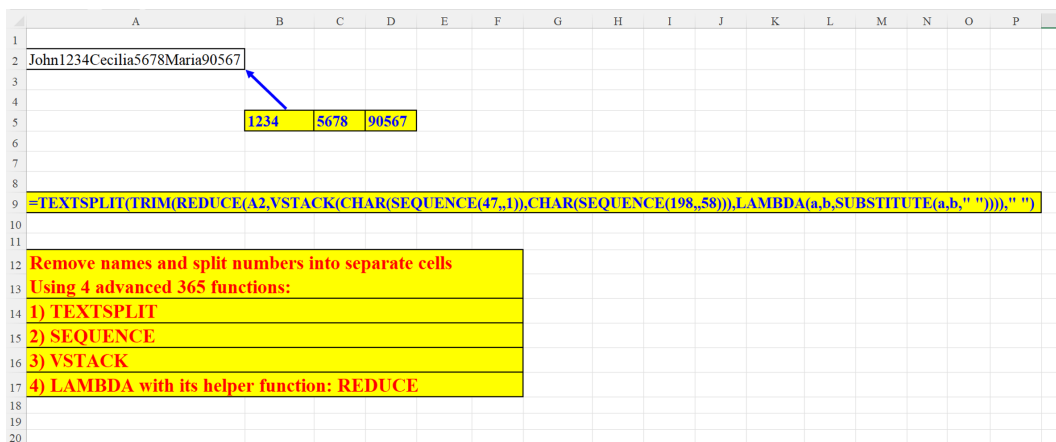 A B C D E F G H I J K L M N O P
1
2 John1234Cecilia5678Maria90567
3
4
5 1234 5678 90567
6
7
8
9 =TEXTSPLIT(TRIM(REDUCE(A2,VSTACK(CHAR(SEQUENCE(47,,1)),CHAR(SEQUENCE(198,,58))),LAMBDA(a,b,SUBSTITUTE(a,b," "))))," ")
10
11
12 Remove names and split numbers into separate cells
13 Using 4 advanced 365 functions:
14 1) TEXTSPLIT
15 2) SEQUENCE
16 3) VSTACK
17 4) LAMBDA with its helper function: REDUCE
18
19
20